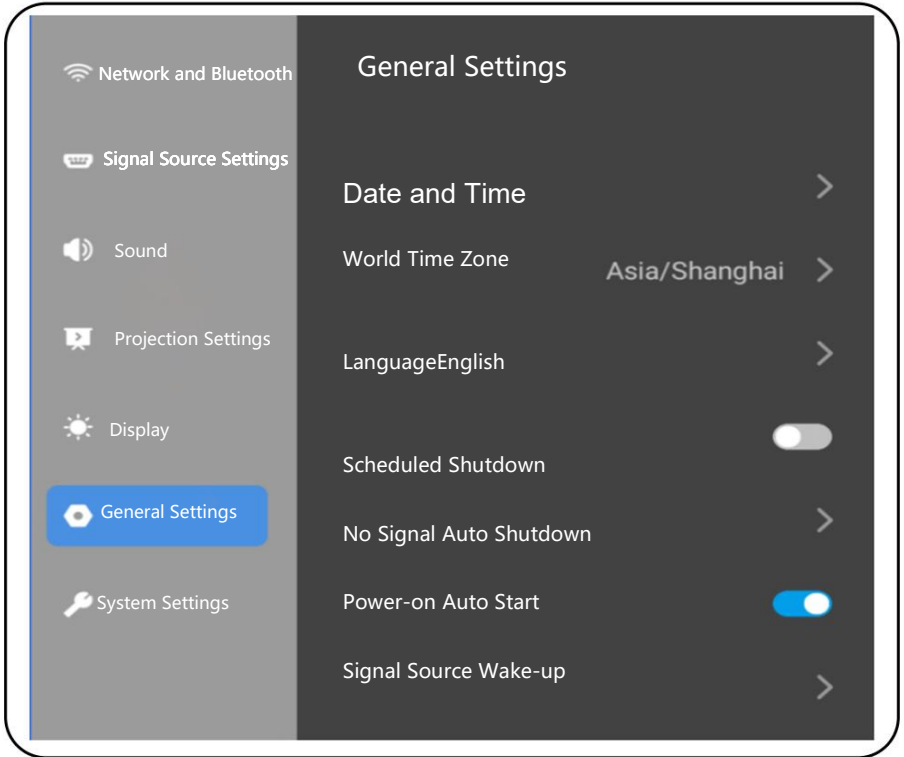 Network and Bluetooth
Signal Source Settings
Sound
Projection Settings
Display
General Settings
System Settings
General Settings
Date and Time
World Time Zone
Asia/Shanghai
LanguageEnglish
Scheduled Shutdown
No Signal Auto Shutdown
Power-on Auto Start
Signal Source Wake-up